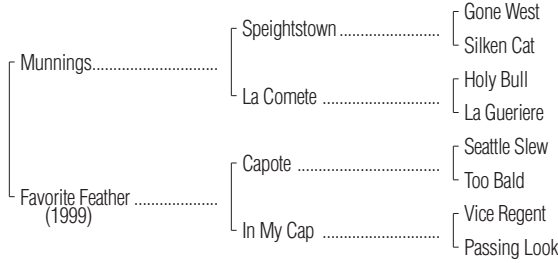 Gone West
Speightstown
Silken Cat
Munnings
Holy Bull
La Comete
La Gueriere
Seattle Slew
Capote
Too Bald
Favorite Feather
(1999)
Vice Regent
In My Cap
Passing Look